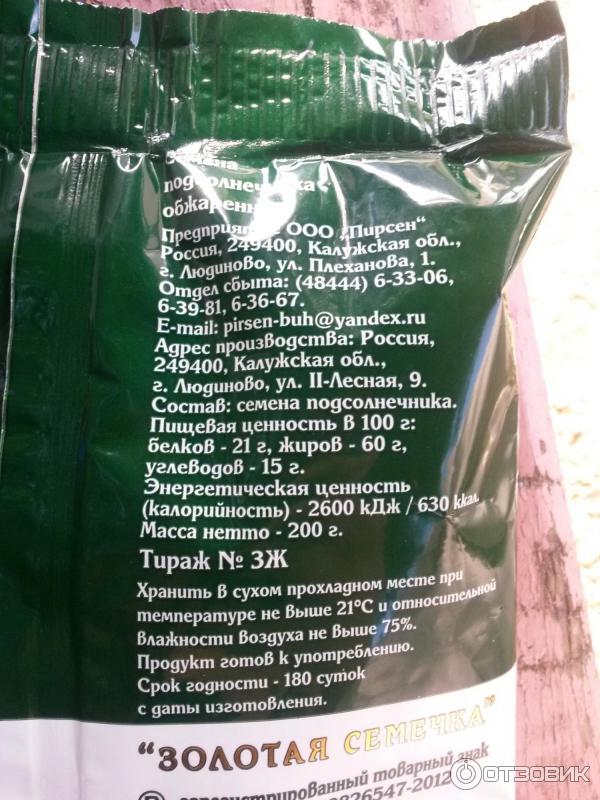 Семена
подсолнечника
обжаренные
Предприятие ООО „Пирсен“
Россия, 249400, Калужская обл.,
г. Людиново, ул. Плеханова, 1.
Отдел сбыта: (48444) 6-33-06,
6-39-81, 6-36-67.
E-mail: pirsen-buh@yandex.ru
Адрес производства: Россия,
249400, Калужская обл.,
г. Людиново, ул. II-Лесная, 9.
Состав: семена подсолнечника.
Пищевая ценность в 100 г:
белков - 21 г, жиров - 60 г,
углеводов - 15 г.
Энергетическая ценность
(калорийность) - 2600 кДж / 630 ккал.
Масса нетто - 200 г.
Тираж № 3Ж
Хранить в сухом прохладном месте при
температуре не выше 21°С и относительной
влажности воздуха не выше 75%.
Продукт готов к употреблению.
Срок годности - 180 суток
с даты изготовления.
“ЗОЛОТАЯ СЕМЕЧКА”
® зарегистрированный товарный знак
ОТЗОВИК